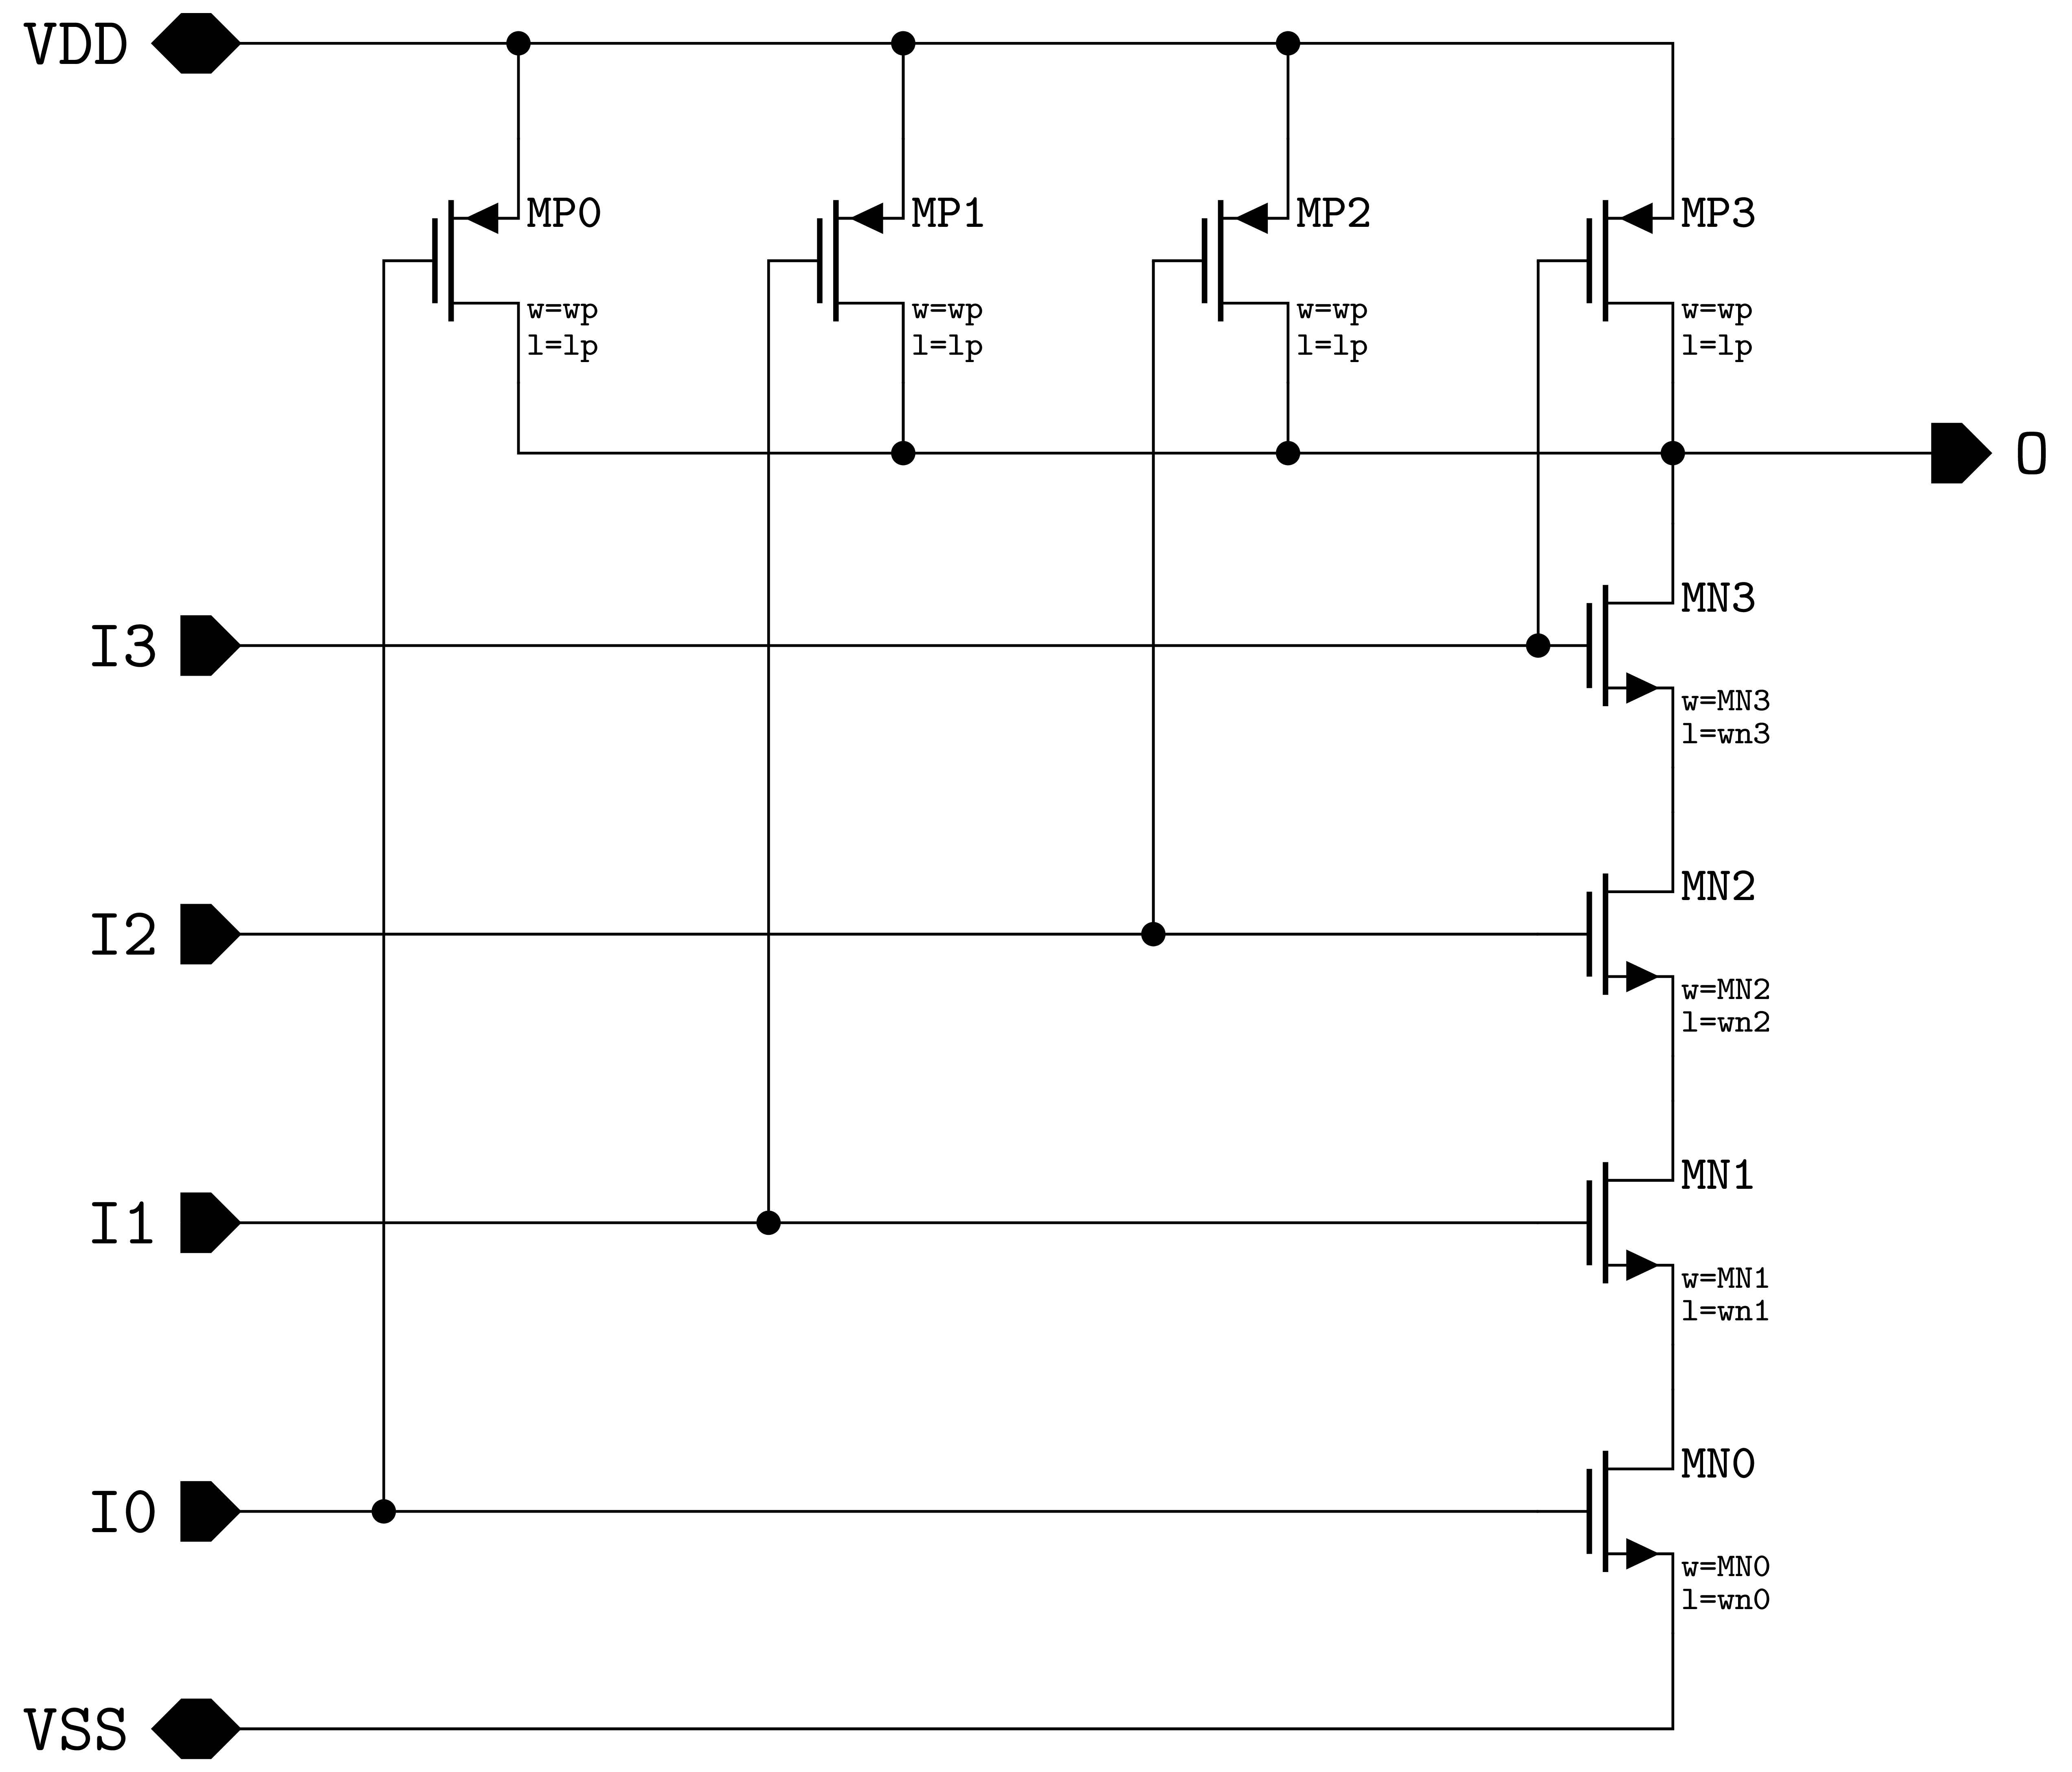 VDD
MP0
w=wp
l=lp
MP1
w=wp
l=lp
MP2
w=wp
l=lp
MP3
w=wp
l=lp
O
I3
MN3
w=MN3
l=wn3
I2
MN2
w=MN2
l=wn2
I1
MN1
w=MN1
l=wn1
I0
MN0
w=MN0
l=wn0
VSS